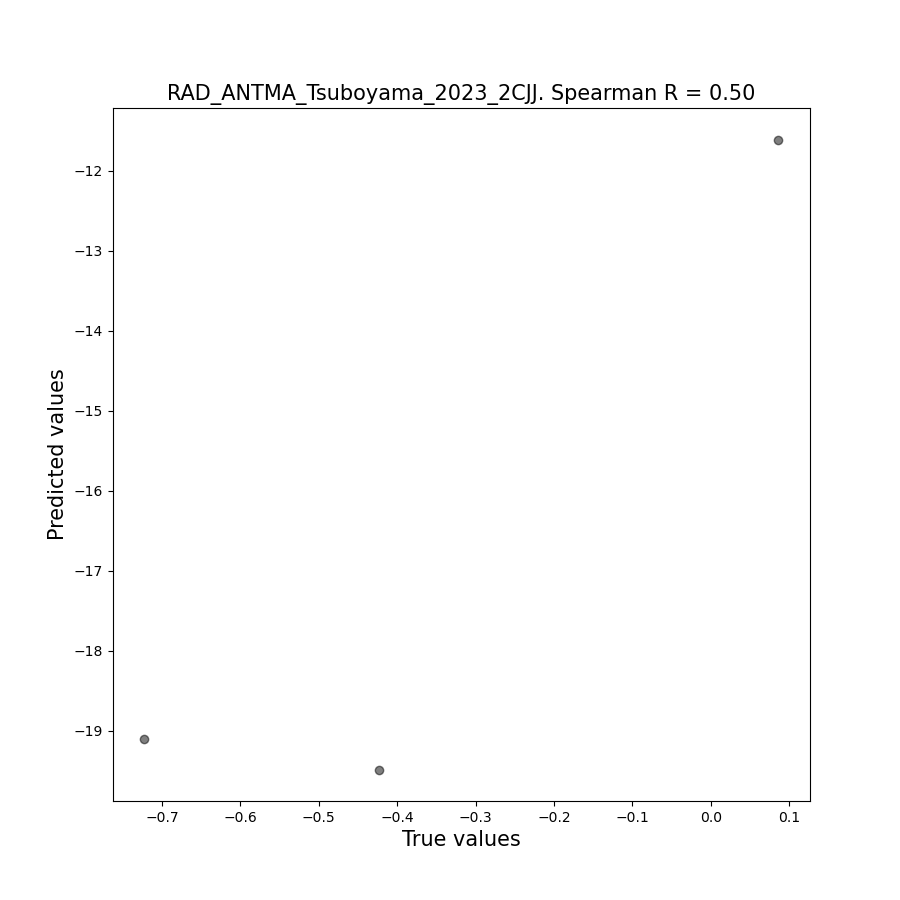 RAD_ANTMA_Tsuboyama_2023_2CJJ. Spearman R = 0.50
−12
−13
−14
−15
−16
−17
−18
−19
Predicted values
−0.7 −0.6 −0.5 −0.4 −0.3 −0.2 −0.1 0.0 0.1
True values